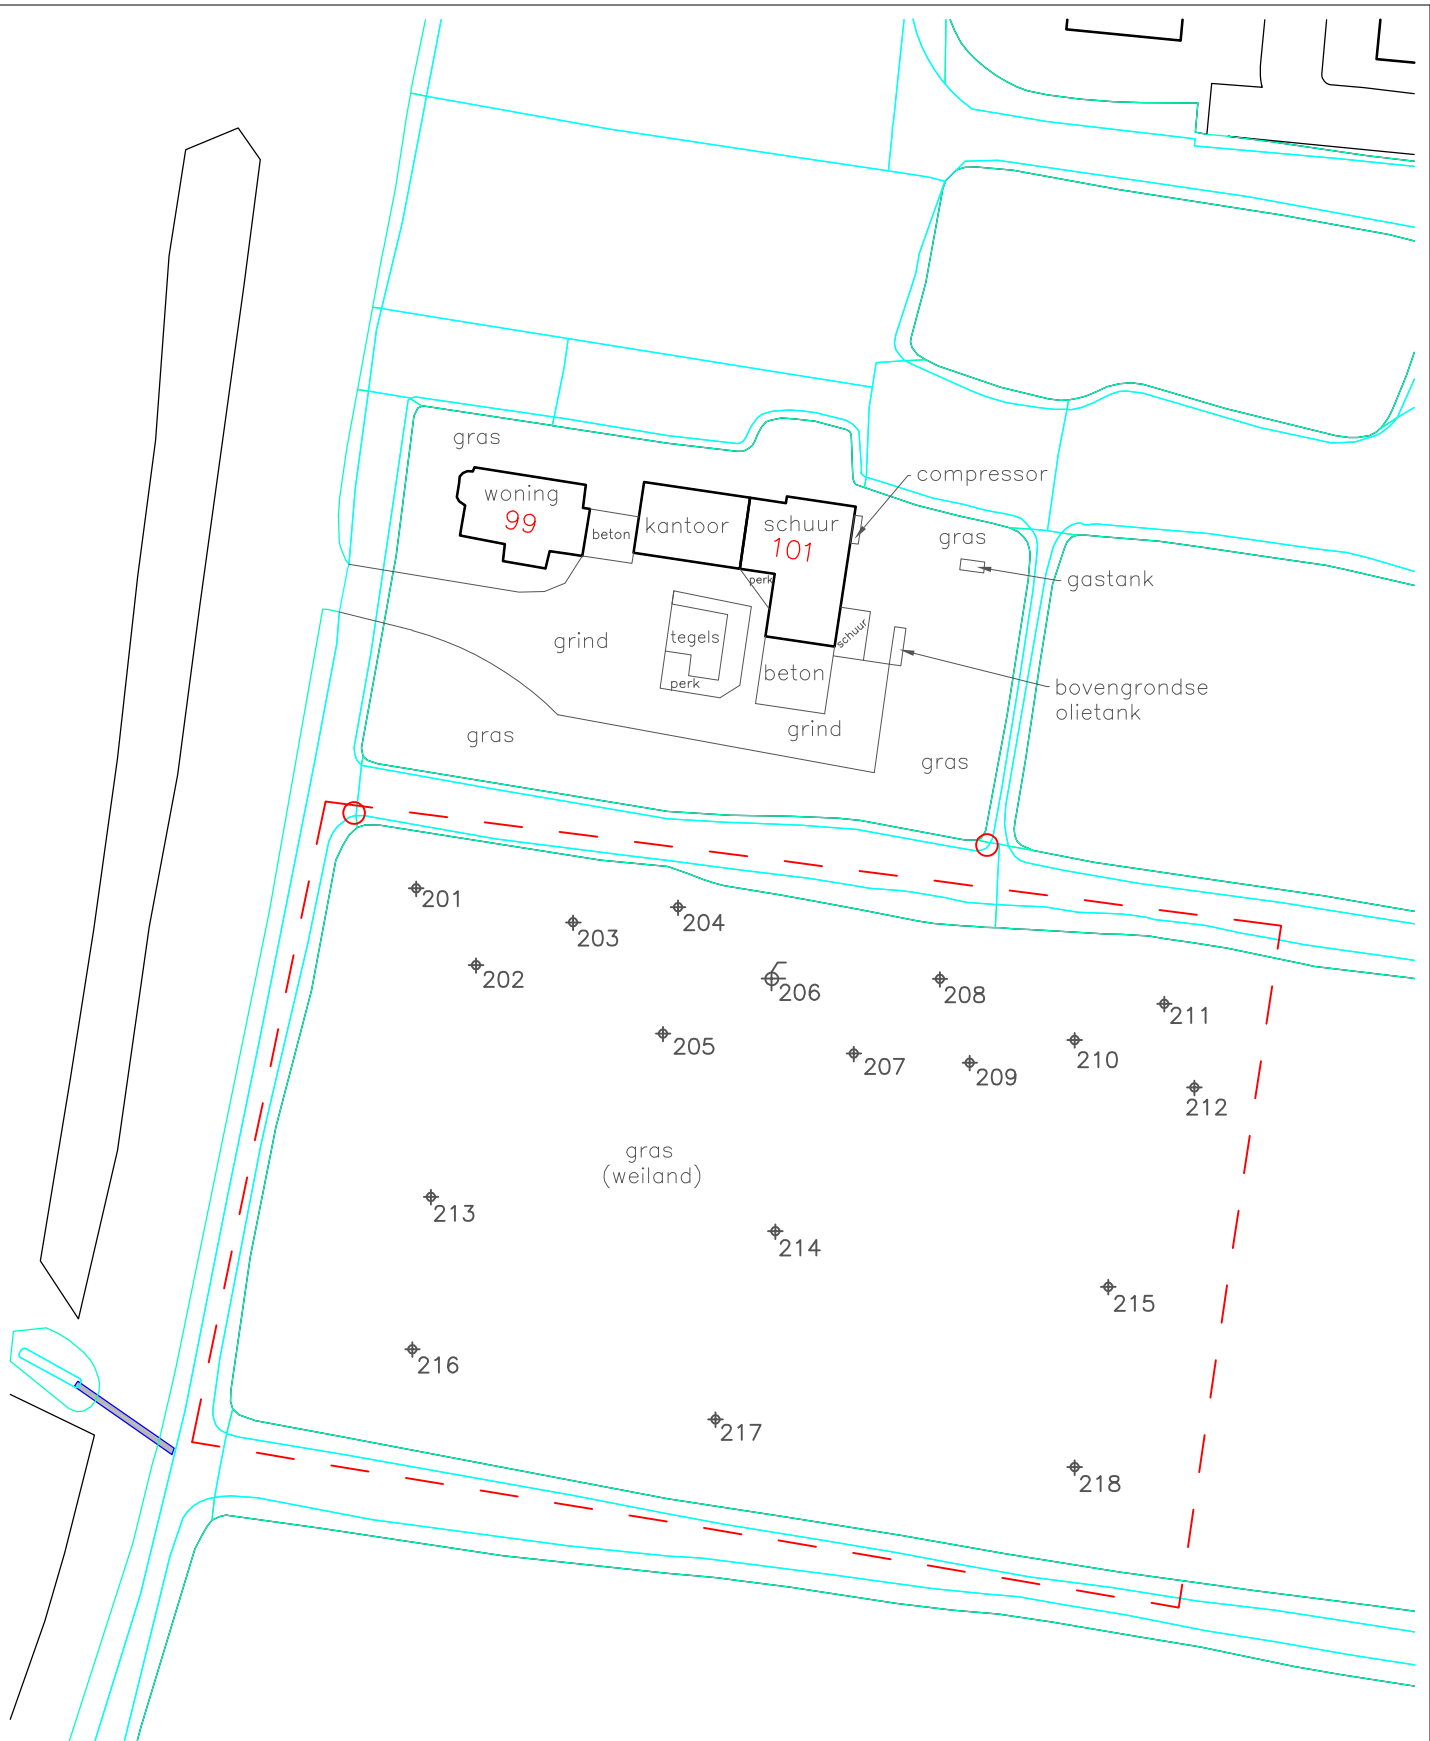 gras
compressor
woning
99
beton
kantoor
schuur
101
gras
perk
gastank
schuur
grind
tegels
beton
perk
bovengrondse
olietank
grind
gras
gras
201
204
203
202
206
208
211
205
207
209
210
212
gras
(weiland)
213
214
215
216
217
218